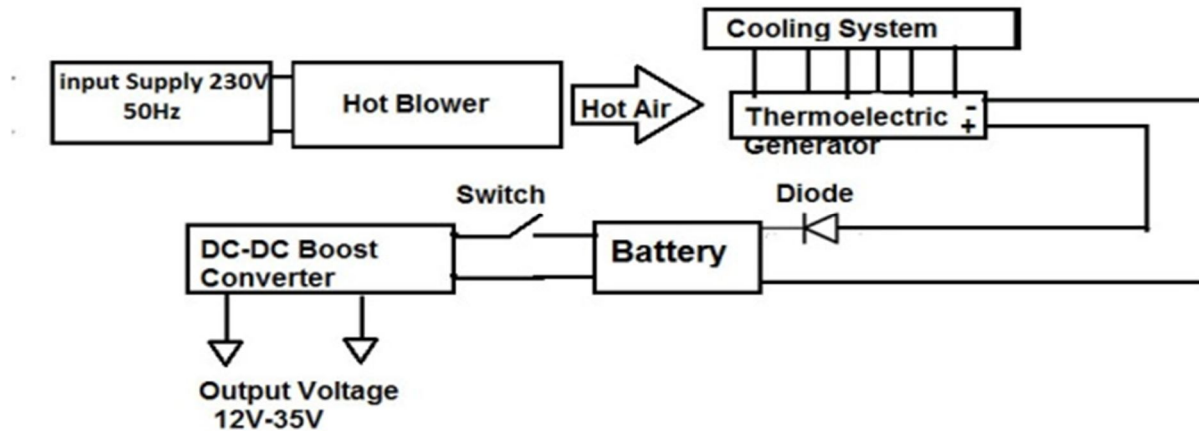 Cooling System
input Supply 230V
50Hz
Hot Blower
Hot Air
Thermoelectric
Generator
-
+
Switch
Diode
DC-DC Boost
Converter
Battery
Output Voltage
12V-35V